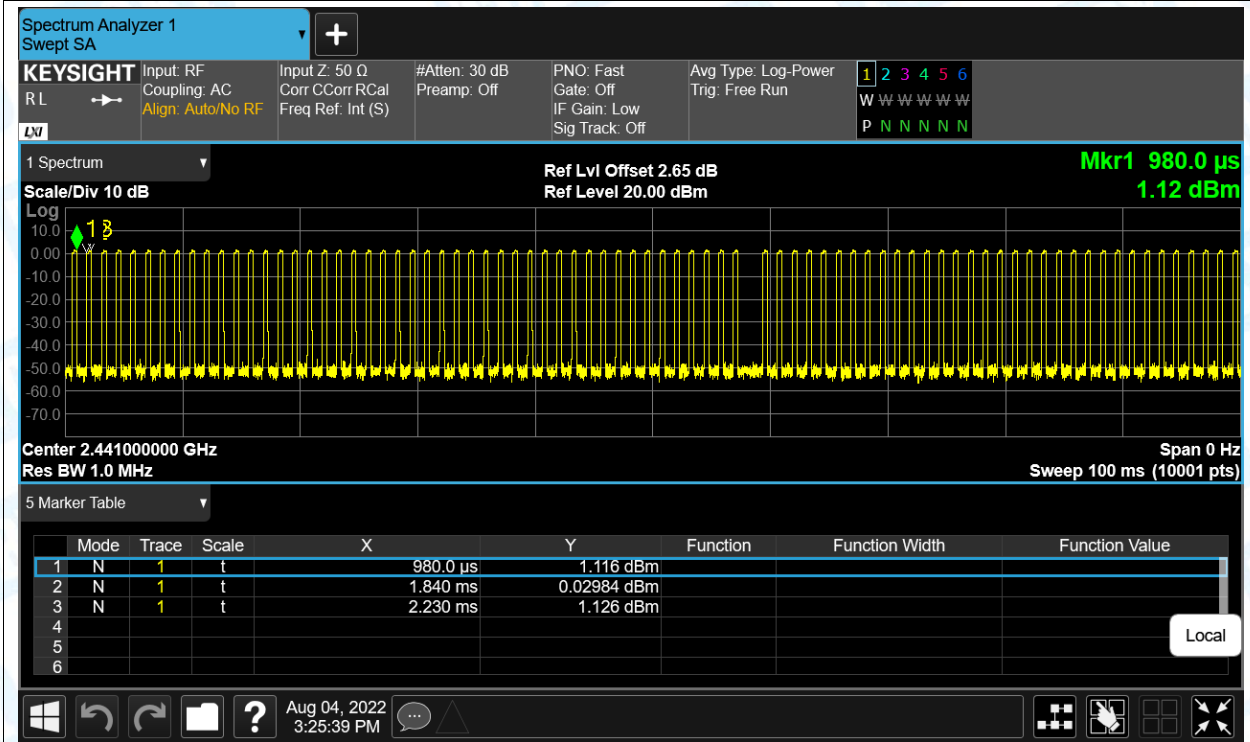 Spectrum Analyzer 1
Swept SA
KEYSIGHT
R L
LXI
Input: RF
Coupling: AC
Align: Auto/No RF
Input Z: 50 Ω
Corr CCorr RCal
Freq Ref: Int (S)
#Atten: 30 dB
Preamp: Off
PNO: Fast
Gate: Off
IF Gain: Low
Sig Track: Off
Avg Type: Log-Power
Trig: Free Run
1 2 3 4 5 6
W W W W W W
P N N N N N
1 Spectrum
Scale/Div 10 dB
Ref Lvl Offset 2.65 dB
Ref Level 20.00 dBm
Mkr1 980.0 µs
1.12 dBm
Log
10.0
0.00
-10.0
-20.0
-30.0
-40.0
-50.0
-60.0
-70.0
1
3
Center 2.441000000 GHz
Res BW 1.0 MHz
Span 0 Hz
Sweep 100 ms (10001 pts)
5 Marker Table
Mode Trace Scale X Y Function Function Width Function Value
1 N 1 t 980.0 µs 1.116 dBm
2 N 1 t 1.840 ms 0.02984 dBm
3 N 1 t 2.230 ms 1.126 dBm
4
5
6
Local
?
Aug 04, 2022
3:25:39 PM